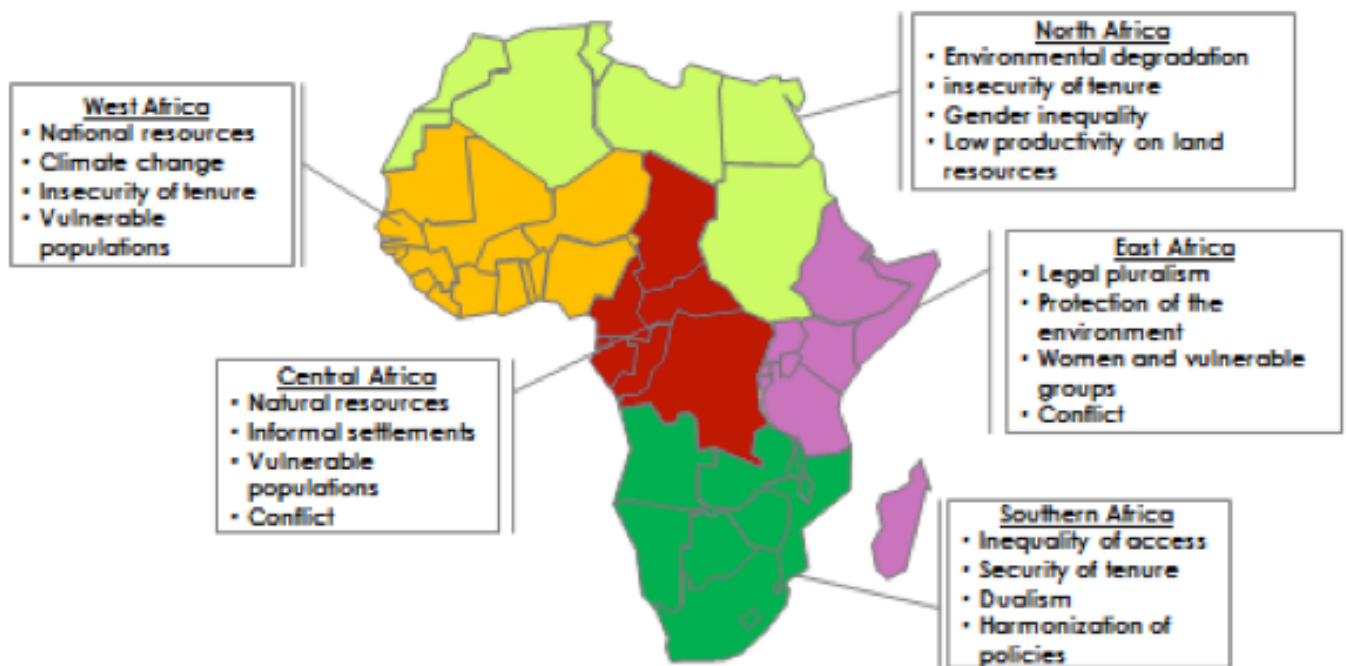 North Africa
• Environmental degradation
• insecurity of tenure
• Gender inequality
• Low productivity on land
resources
West Africa
• National resources
• Climate change
• Insecurity of tenure
• Vulnerable
populations
East Africa
• Legal pluralism
• Protection of the
environment
• Women and vulnerable
groups
• Conflict
Central Africa
• Natural resources
• Informal settlements
• Vulnerable
populations
• Conflict
Southern Africa
• Inequality of access
• Security of tenure
• Dualism
• Harmonization of
policies